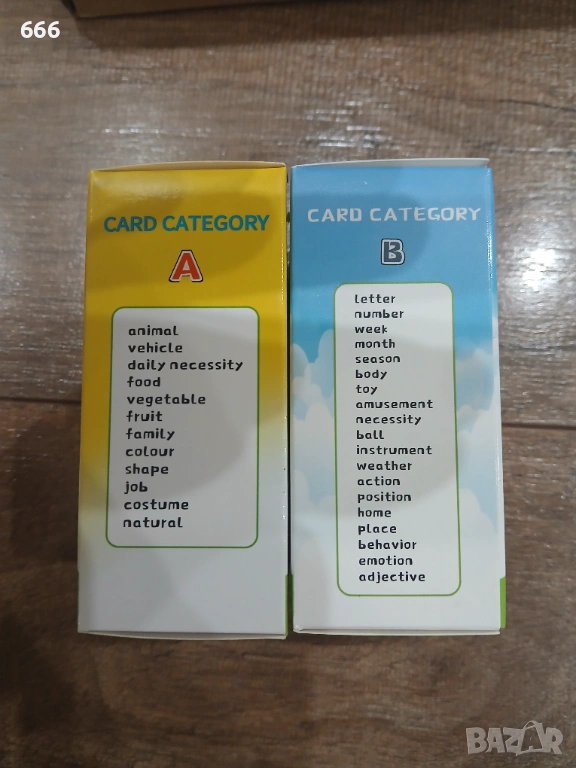 666
CARD CATEGORY
A
animal
vehicle
daily necessity
food
vegetable
fruit
family
colour
shape
job
costume
natural
CARD CATEGORY
B
letter
number
week
month
season
body
toy
amusement
necessity
ball
instrument
weather
action
position
home
place
behavior
emotion
adjective
BAZAR